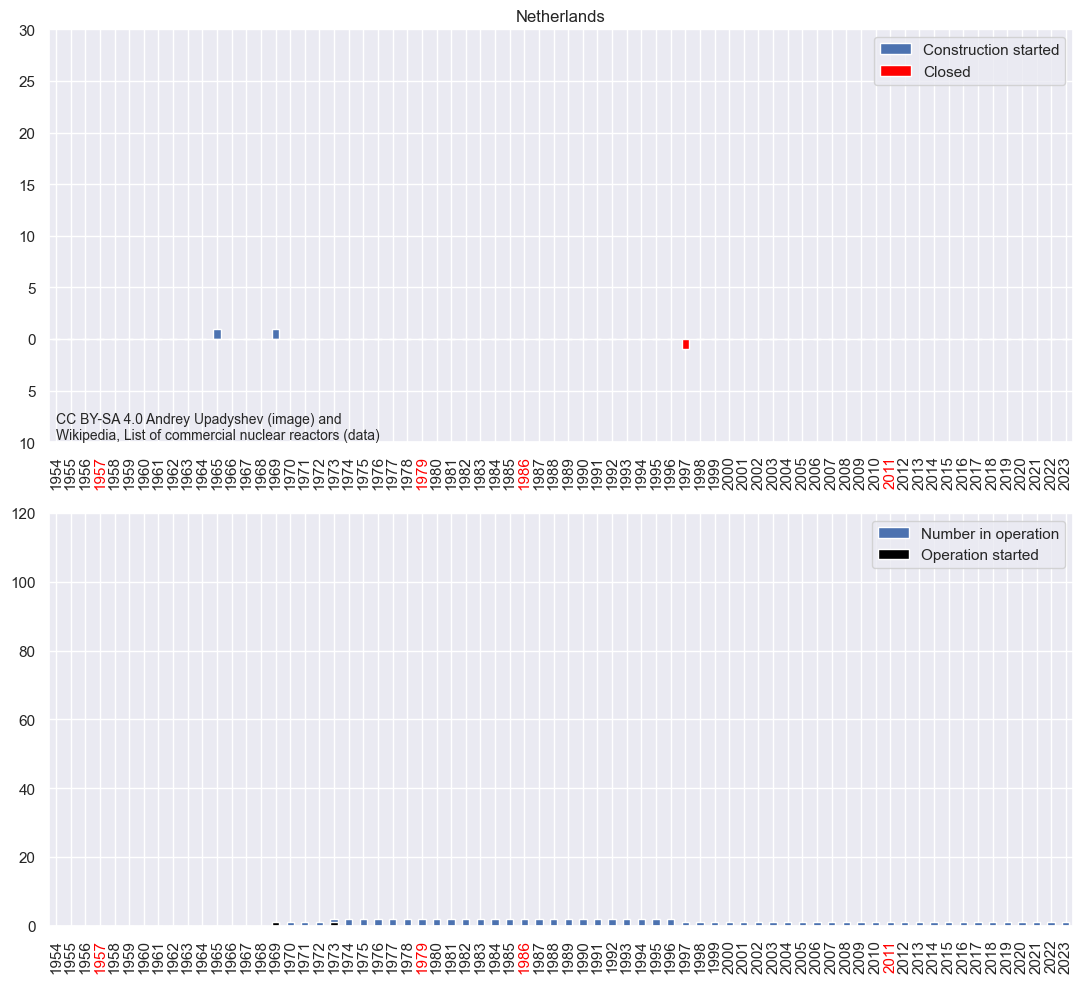 Netherlands
30
25
20
15
10
5
0
5
10
Construction started
Closed
CC BY-SA 4.0 Andrey Upadyshev (image) and
Wikipedia, List of commercial nuclear reactors (data)
1954 1955 1956 1957 1958 1959 1960 1961 1962 1963 1964 1965 1966 1967 1968 1969 1970 1971 1972 1973 1974 1975 1976 1977 1978 1979 1980 1981 1982 1983 1984 1985 1986 1987 1988 1989 1990 1991 1992 1993 1994 1995 1996 1997 1998 1999 2000 2001 2002 2003 2004 2005 2006 2007 2008 2009 2010 2011 2012 2013 2014 2015 2016 2017 2018 2019 2020 2021 2022 2023
120
100
80
60
40
20
0
Number in operation
Operation started
1954 1955 1956 1957 1958 1959 1960 1961 1962 1963 1964 1965 1966 1967 1968 1969 1970 1971 1972 1973 1974 1975 1976 1977 1978 1979 1980 1981 1982 1983 1984 1985 1986 1987 1988 1989 1990 1991 1992 1993 1994 1995 1996 1997 1998 1999 2000 2001 2002 2003 2004 2005 2006 2007 2008 2009 2010 2011 2012 2013 2014 2015 2016 2017 2018 2019 2020 2021 2022 2023